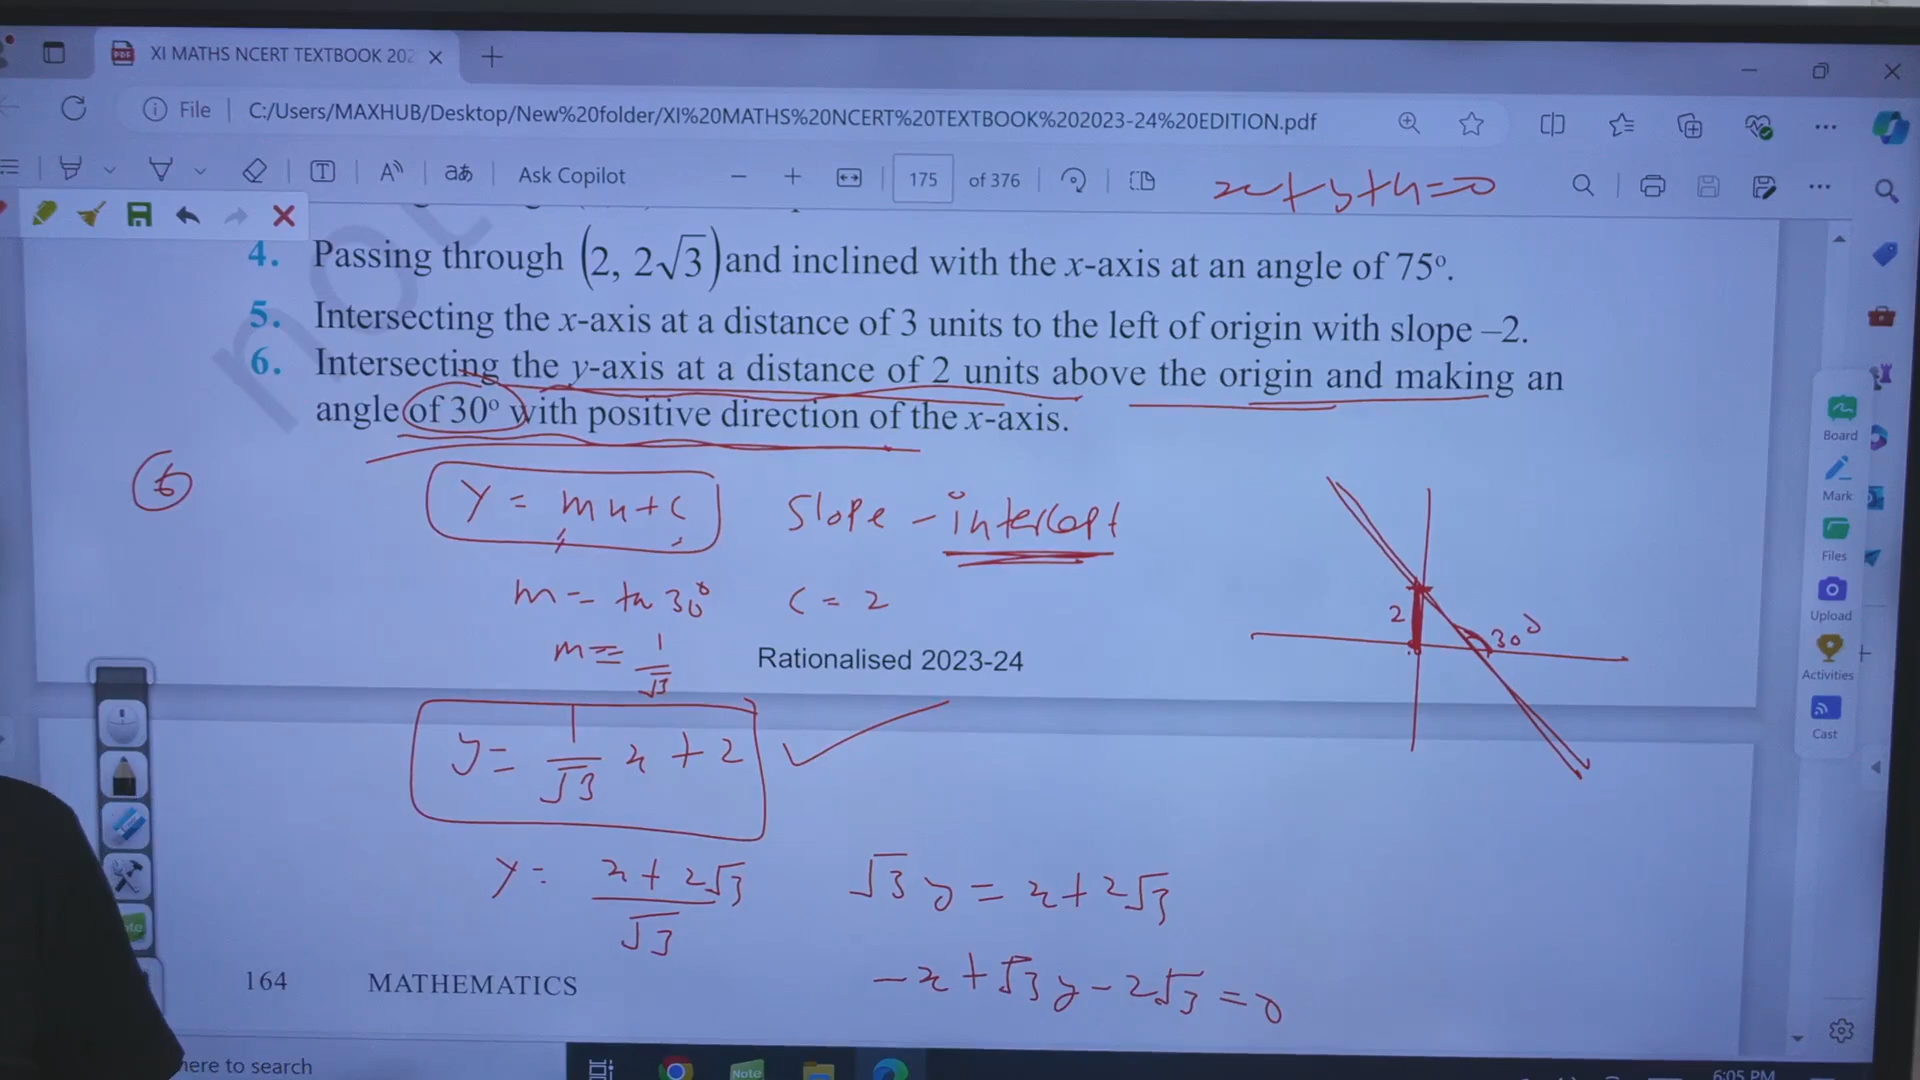 XI MATHS NCERT TEXTBOOK 202
File
C:/Users/MAXHUB/Desktop/New%20folder/XI%20MATHS%20NCERT%20TEXTBOOK%202023-24%20EDITION.pdf
Ask Copilot
175 of 376
x+y+4=0
4. Passing through (2, 2√3) and inclined with the x-axis at an angle of 75°.
5. Intersecting the x-axis at a distance of 3 units to the left of origin with slope –2.
6. Intersecting the y-axis at a distance of 2 units above the origin and making an
angle of 30° with positive direction of the x-axis.
6
y = mx+c slope - intercept
m = tan 30° c = 2
m = 1/√3
2
30°
Rationalised 2023-24
y = 1/√3 x + 2
y = x + 2√3 / √3
√3 y = x + 2√3
-x + √3 y - 2√3 = 0
164 MATHEMATICS
Board
Mark
Files
Upload
Activities
Cast
here to search
Note
6:05 PM